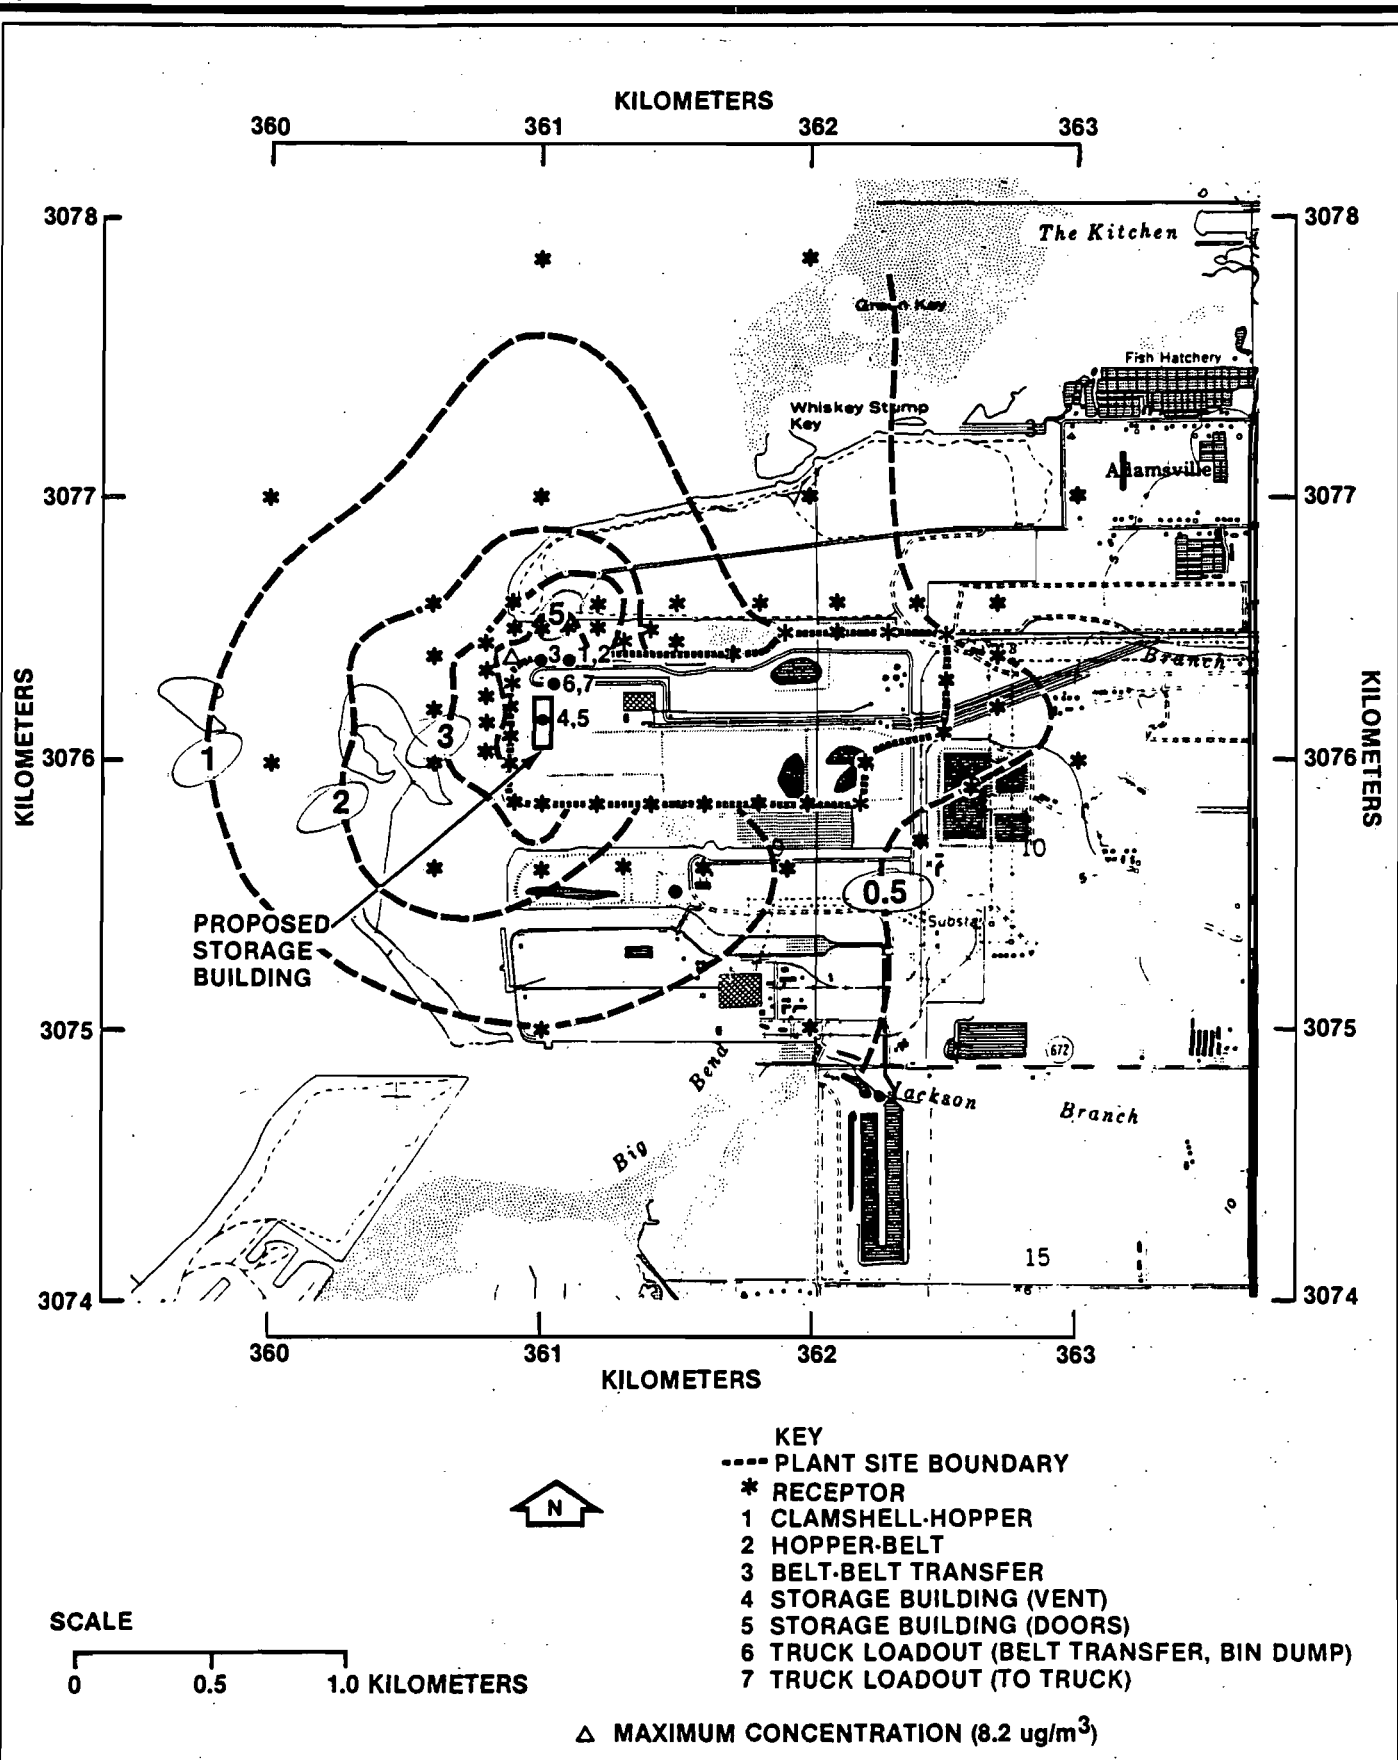 KILOMETERS
360 361 362 363
3078 3078
The Kitchen
Green Key
Fish Hatchery
Whiskey Stump
Key
3077 3077
Adamsville
5
3 1,2
6,7
4,5
Branch
KILOMETERS
KILOMETERS
3076 3076
1
2
3
10
0.5
Substa
PROPOSED
STORAGE
BUILDING
3075 3075
672
Big Bend
Jackson Branch
15
10
3074 3074
360 361 362 363
KILOMETERS
KEY
---- PLANT SITE BOUNDARY
* RECEPTOR
1 CLAMSHELL-HOPPER
2 HOPPER-BELT
3 BELT-BELT TRANSFER
4 STORAGE BUILDING (VENT)
5 STORAGE BUILDING (DOORS)
6 TRUCK LOADOUT (BELT TRANSFER, BIN DUMP)
7 TRUCK LOADOUT (TO TRUCK)
N
SCALE
0 0.5 1.0 KILOMETERS
△ MAXIMUM CONCENTRATION (8.2 ug/m³)